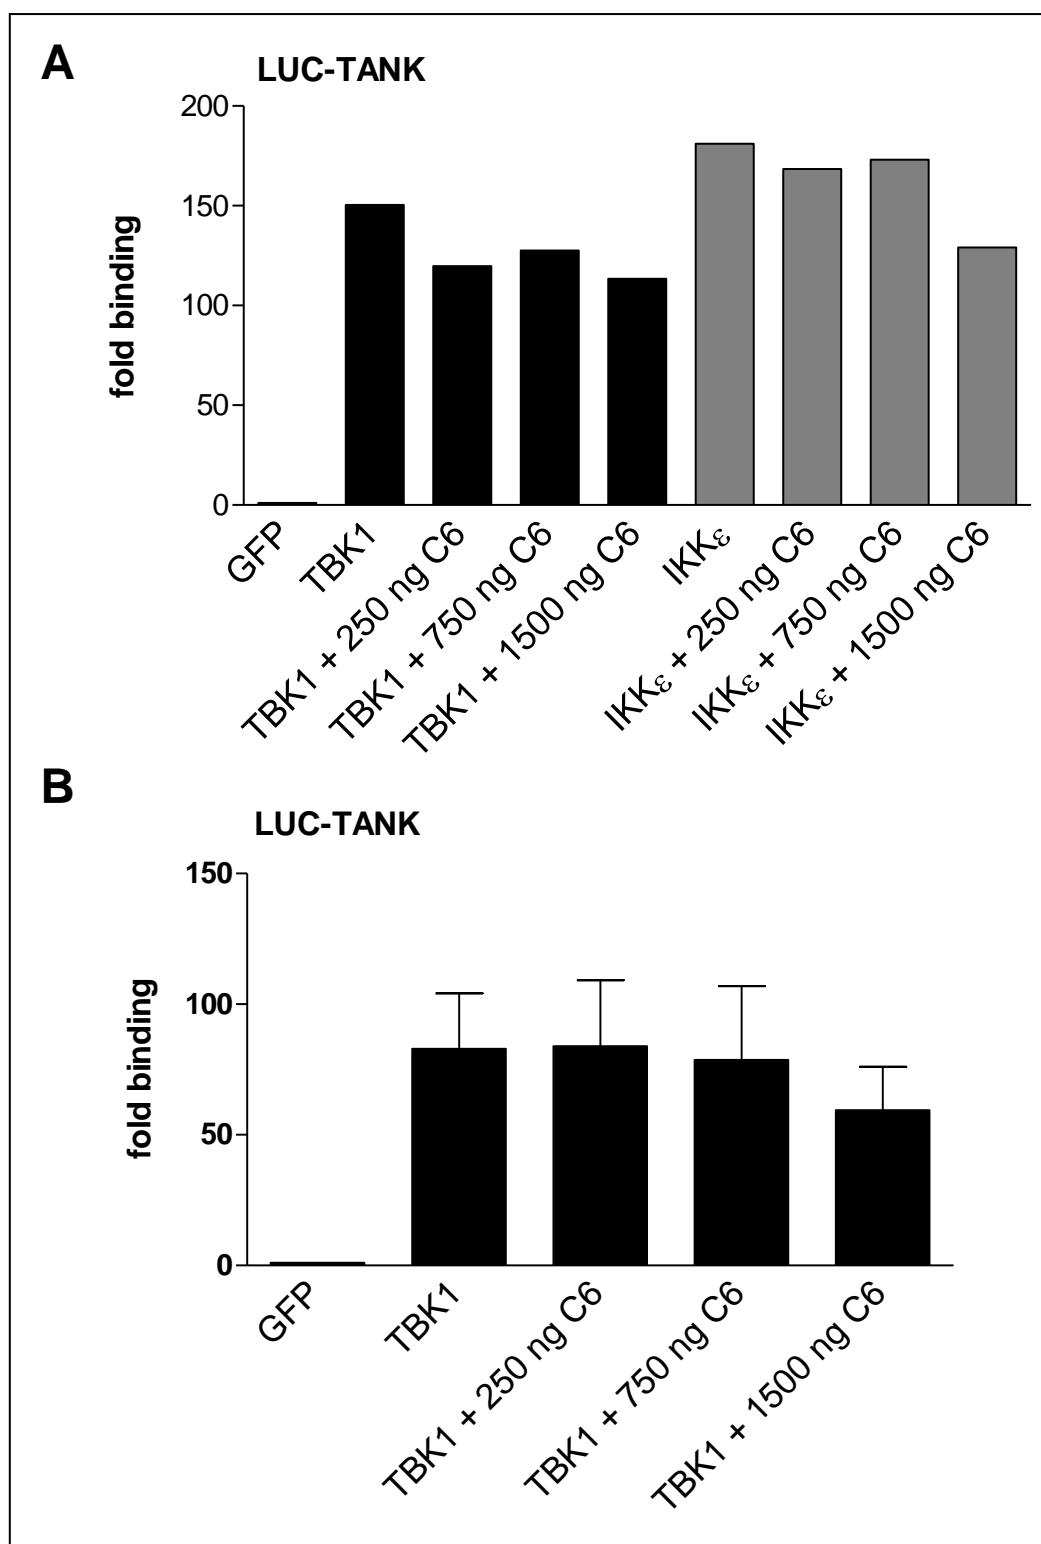 A
LUC-TANK
200
150
100
50
0
fold binding
GFP
TBK1
TBK1 + 250 ng C6
TBK1 + 750 ng C6
TBK1 + 1500 ng C6
IKKε
IKKε + 250 ng C6
IKKε + 750 ng C6
IKKε + 1500 ng C6
B
LUC-TANK
150
100
50
0
fold binding
GFP
TBK1
TBK1 + 250 ng C6
TBK1 + 750 ng C6
TBK1 + 1500 ng C6